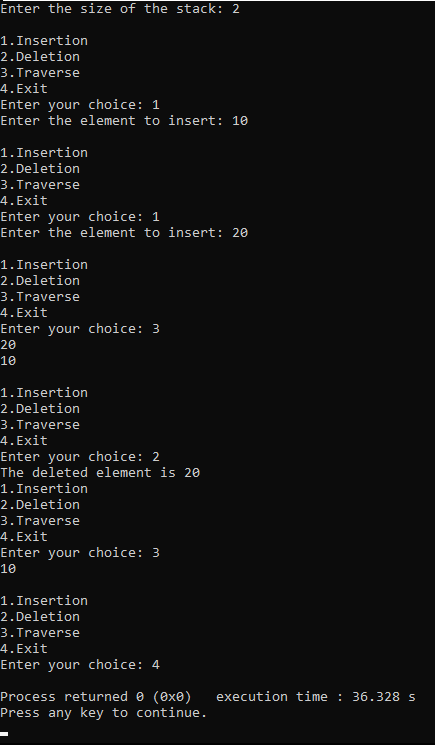 Enter the size of the stack: 2
1.Insertion
2.Deletion
3.Traverse
4.Exit
Enter your choice: 1
Enter the element to insert: 10
1.Insertion
2.Deletion
3.Traverse
4.Exit
Enter your choice: 1
Enter the element to insert: 20
1.Insertion
2.Deletion
3.Traverse
4.Exit
Enter your choice: 3
20
10
1.Insertion
2.Deletion
3.Traverse
4.Exit
Enter your choice: 2
The deleted element is 20
1.Insertion
2.Deletion
3.Traverse
4.Exit
Enter your choice: 3
10
1.Insertion
2.Deletion
3.Traverse
4.Exit
Enter your choice: 4
Process returned 0 (0x0)   execution time : 36.328 s
Press any key to continue.